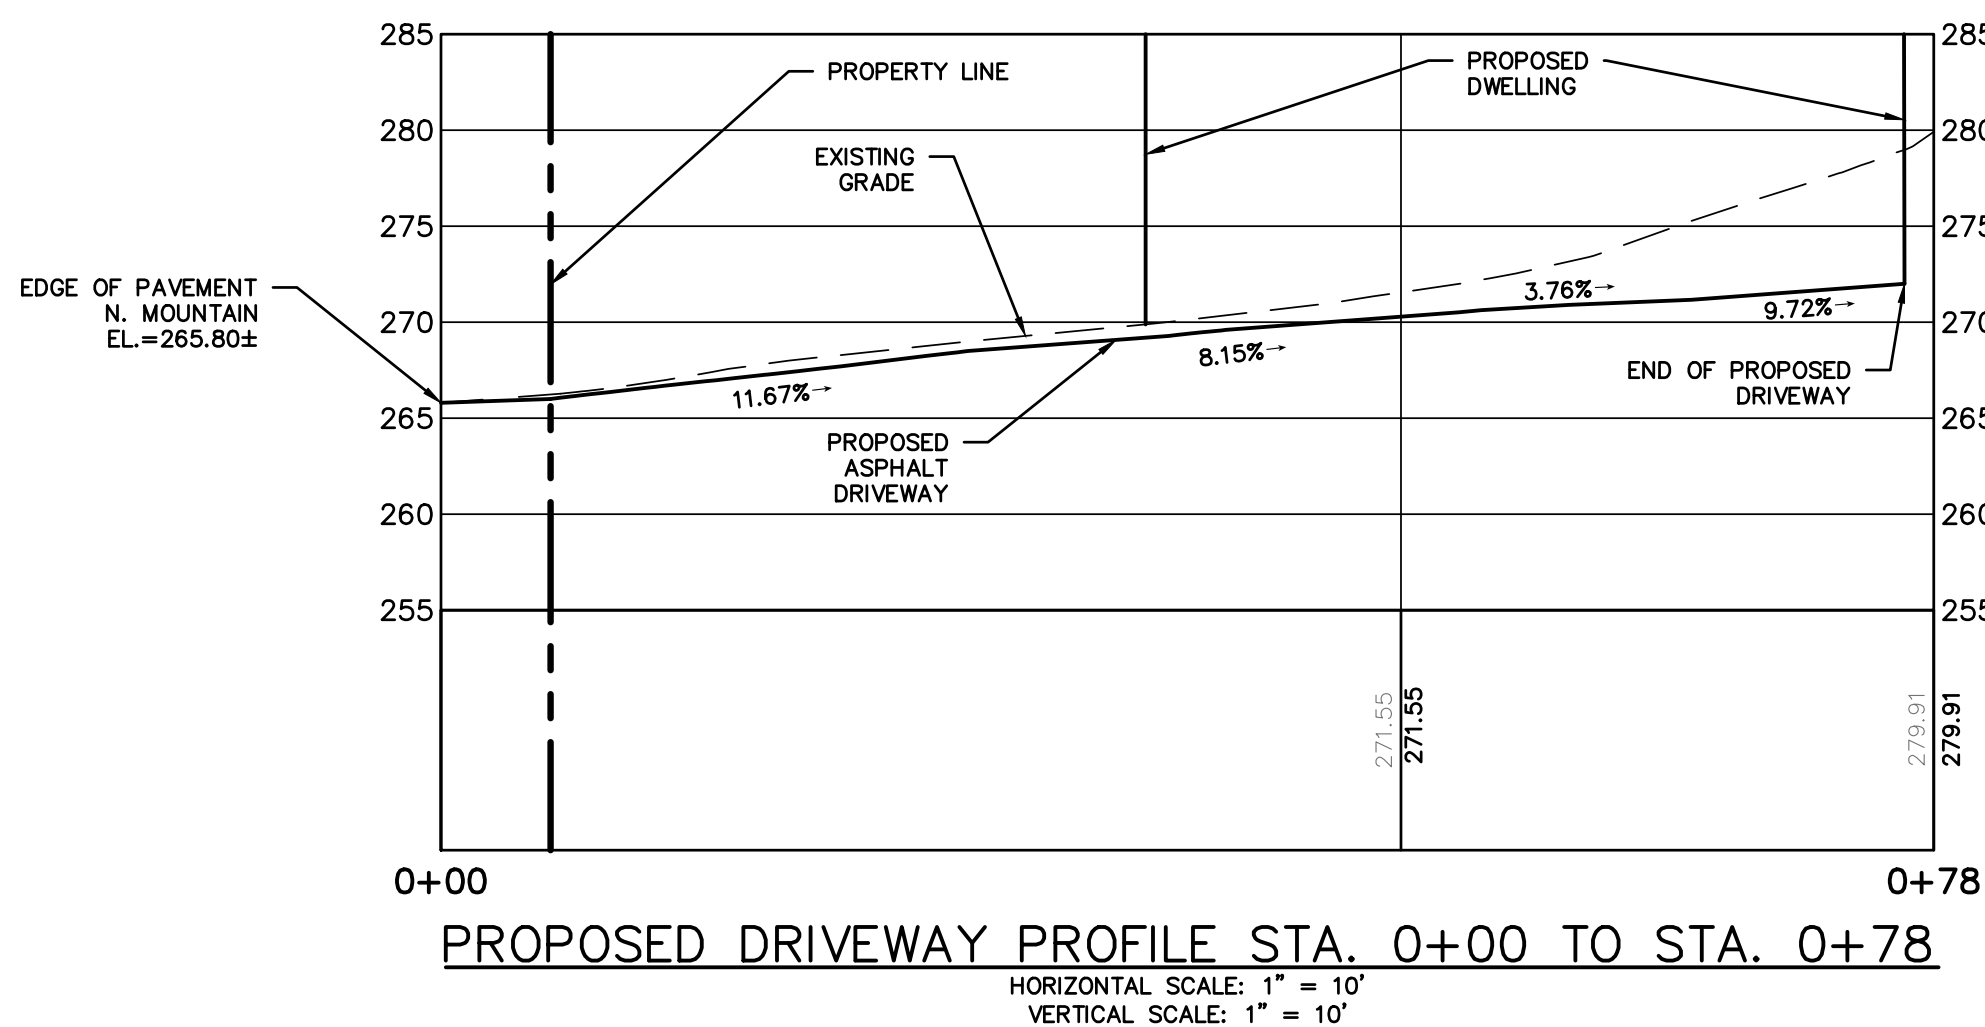 285
285
PROPERTY LINE
PROPOSED
DWELLING
280
280
EXISTING
GRADE
275
275
EDGE OF PAVEMENT
N. MOUNTAIN
EL.=265.80±
270
270
3.76%→
9.72%→
8.15%→
11.67%→
END OF PROPOSED
DRIVEWAY
265
265
PROPOSED
ASPHALT
DRIVEWAY
260
260
255
255
271.55
271.55
279.91
279.91
0+00
0+78
PROPOSED DRIVEWAY PROFILE STA. 0+00 TO STA. 0+78
HORIZONTAL SCALE: 1" = 10'
VERTICAL SCALE: 1" = 10'